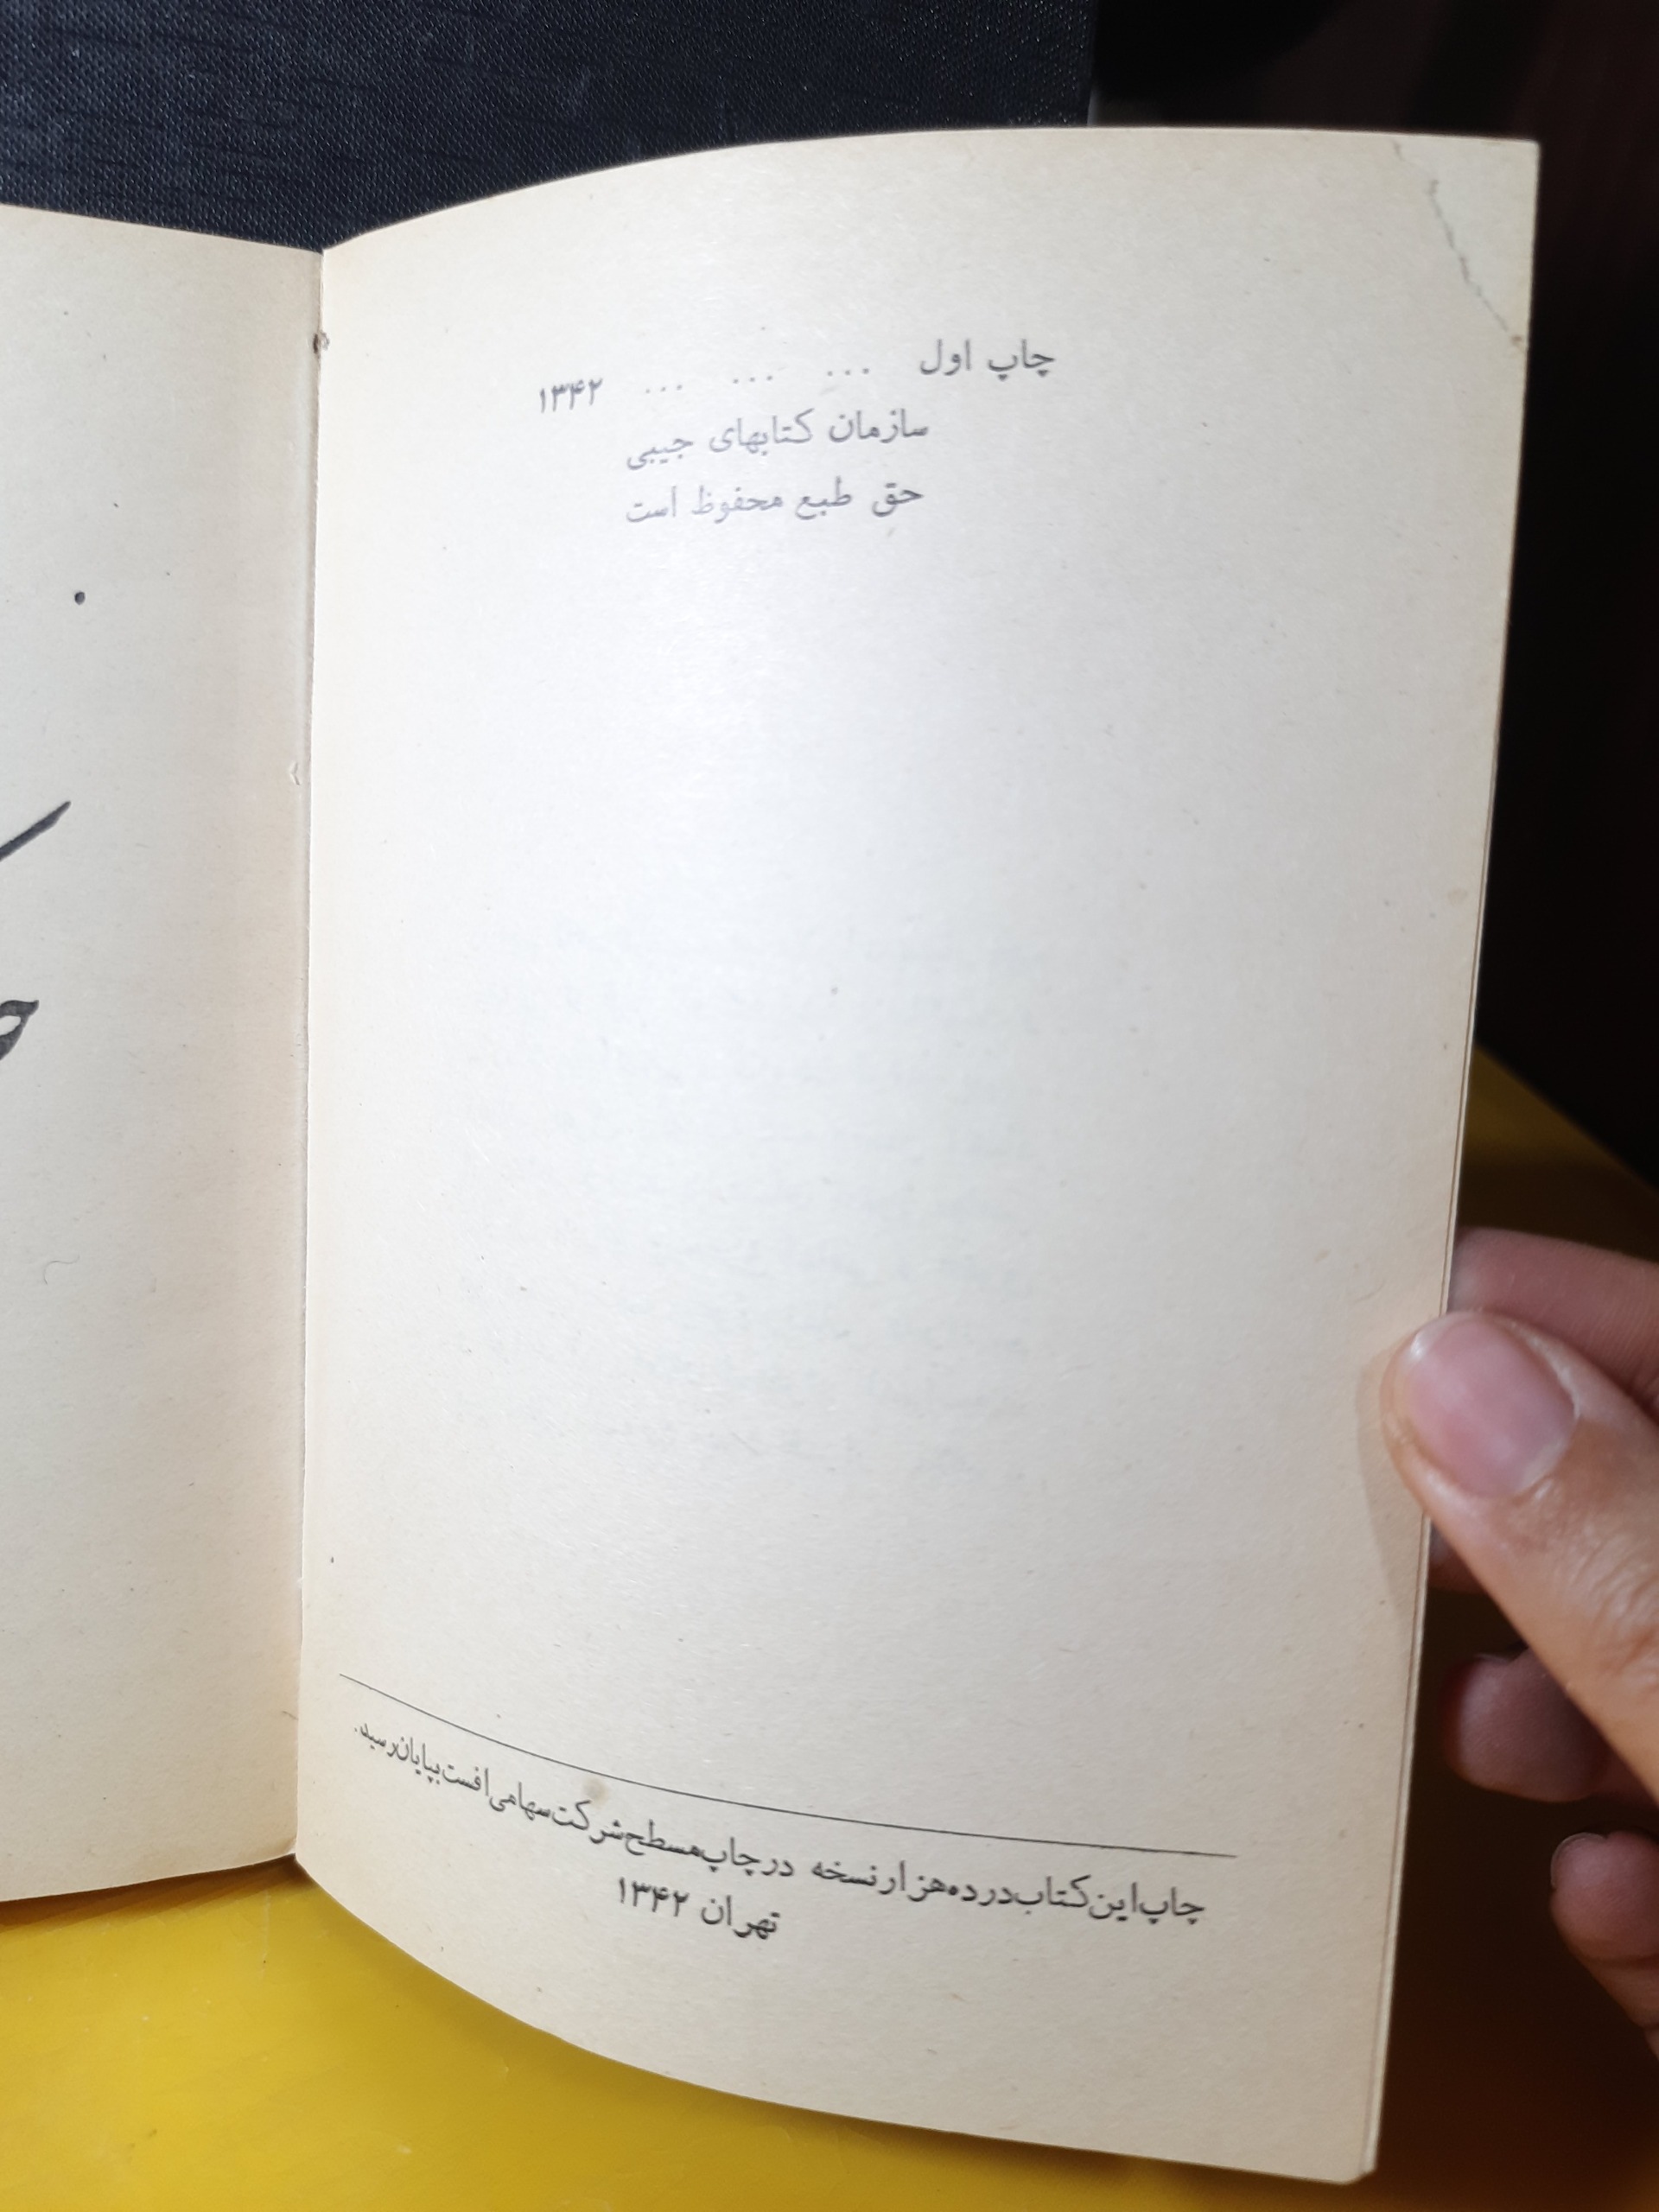 چاپ اول ... ... ... ۱۳۴۲
سازمان کتابهای جیبی
حق طبع محفوظ است
چاپ این کتاب در ده هزار نسخه در چاپ مسطح شرکت سهامی افست بپایان رسید.
تهران ۱۳۴۲